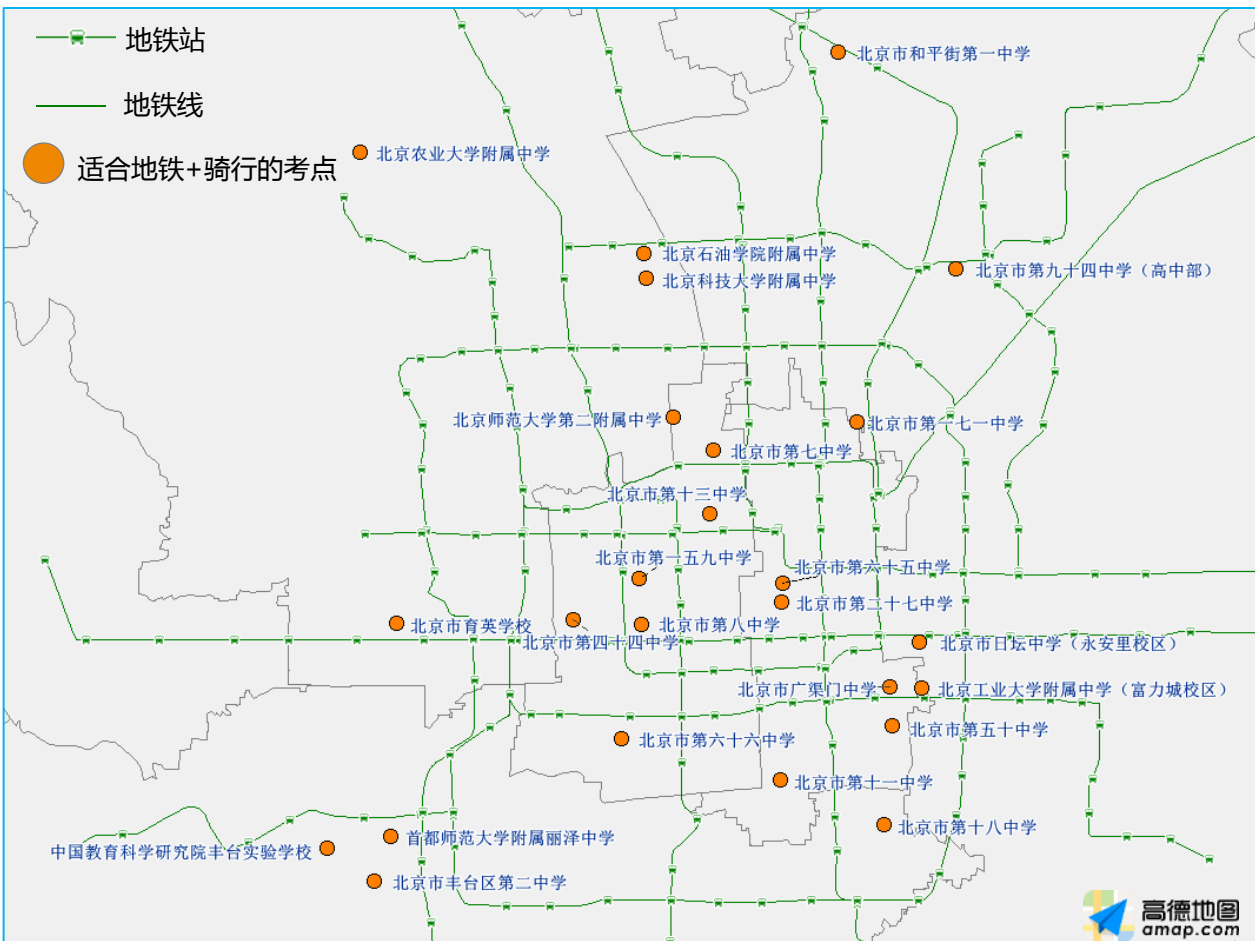 地铁站
地铁线
适合地铁+骑行的考点
北京市和平街第一中学
北京农业大学附属中学
北京石油学院附属中学
北京科技大学附属中学
北京市第九十四中学（高中部）
北京师范大学第二附属中学
北京市第一七一中学
北京市第七中学
北京市第十三中学
北京市第一五九中学
北京市第六十五中学
北京市第二十七中学
北京市育英学校
北京市第四十四中学
北京市第八中学
北京市日坛中学（永安里校区）
北京市广渠门中学
北京工业大学附属中学（富力城校区）
北京市第五十中学
北京市第六十六中学
北京市第十一中学
北京市第十八中学
首都师范大学附属丽泽中学
中国教育科学研究院丰台实验学校
北京市丰台区第二中学
高德地图
amap.com